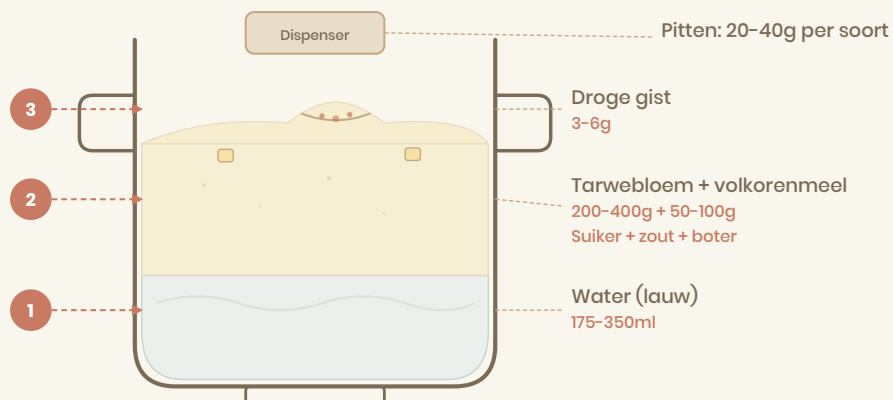 Dispenser
Pitten: 20-40g per soort
3
Droge gist
3-6g
2
Tarwebloem + volkorenmeel
200-400g + 50-100g
Suiker + zout + boter
1
Water (lauw)
175-350ml